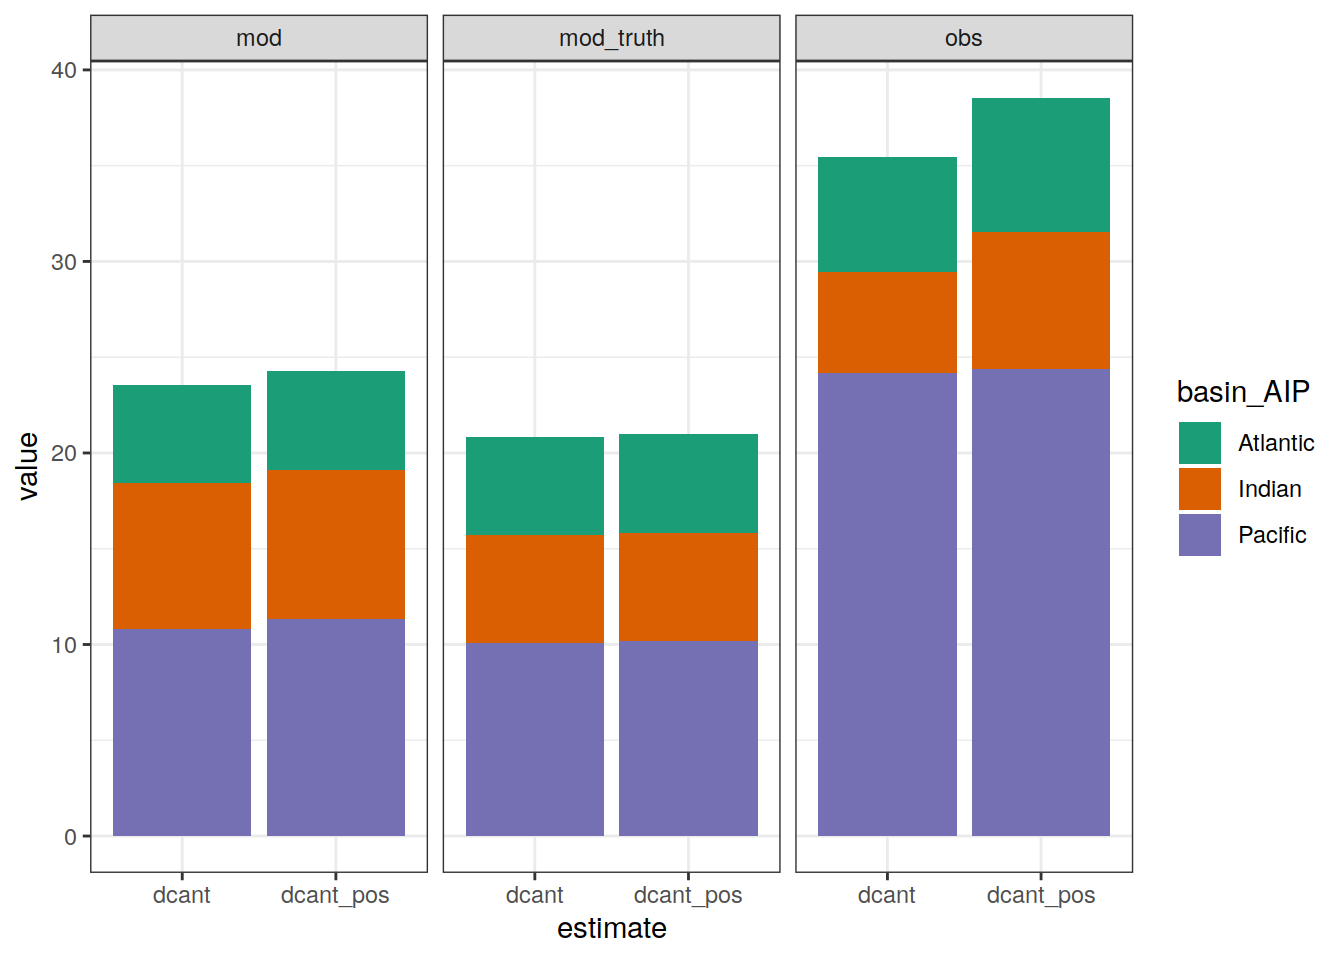 mod
mod_truth
obs
40
30
20
10
0
value
dcant
dcant_pos
dcant
dcant_pos
dcant
dcant_pos
estimate
basin_AIP
Atlantic
Indian
Pacific